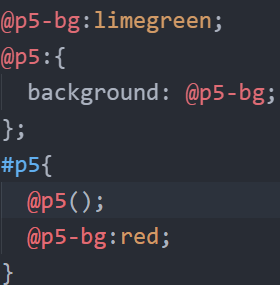 @p5-bg:limegreen;
@p5:{
  background: @p5-bg;
};
#p5{
  @p5();
  @p5-bg:red;
}